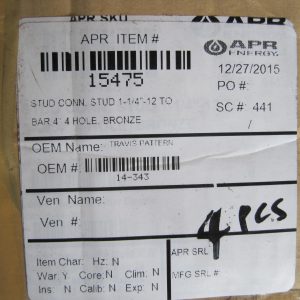 APR SKU
APR
APR ITEM #
APR
ENERGY
15475
12/27/2015
PO #:
STUD CONN, STUD 1-1/4"-12 TO
SC #: 441
BAR 4" 4 HOLE, BRONZE
/
OEM Name: TRAVIS PATTERN
OEM #:
14-343
Ven Name:
Ven #:
4 PCS
Item Char: Hz: N
APR SRL
War: Y Core: N Clim: N
MFG SRL #:
Ins: N Calib: N Exp: N